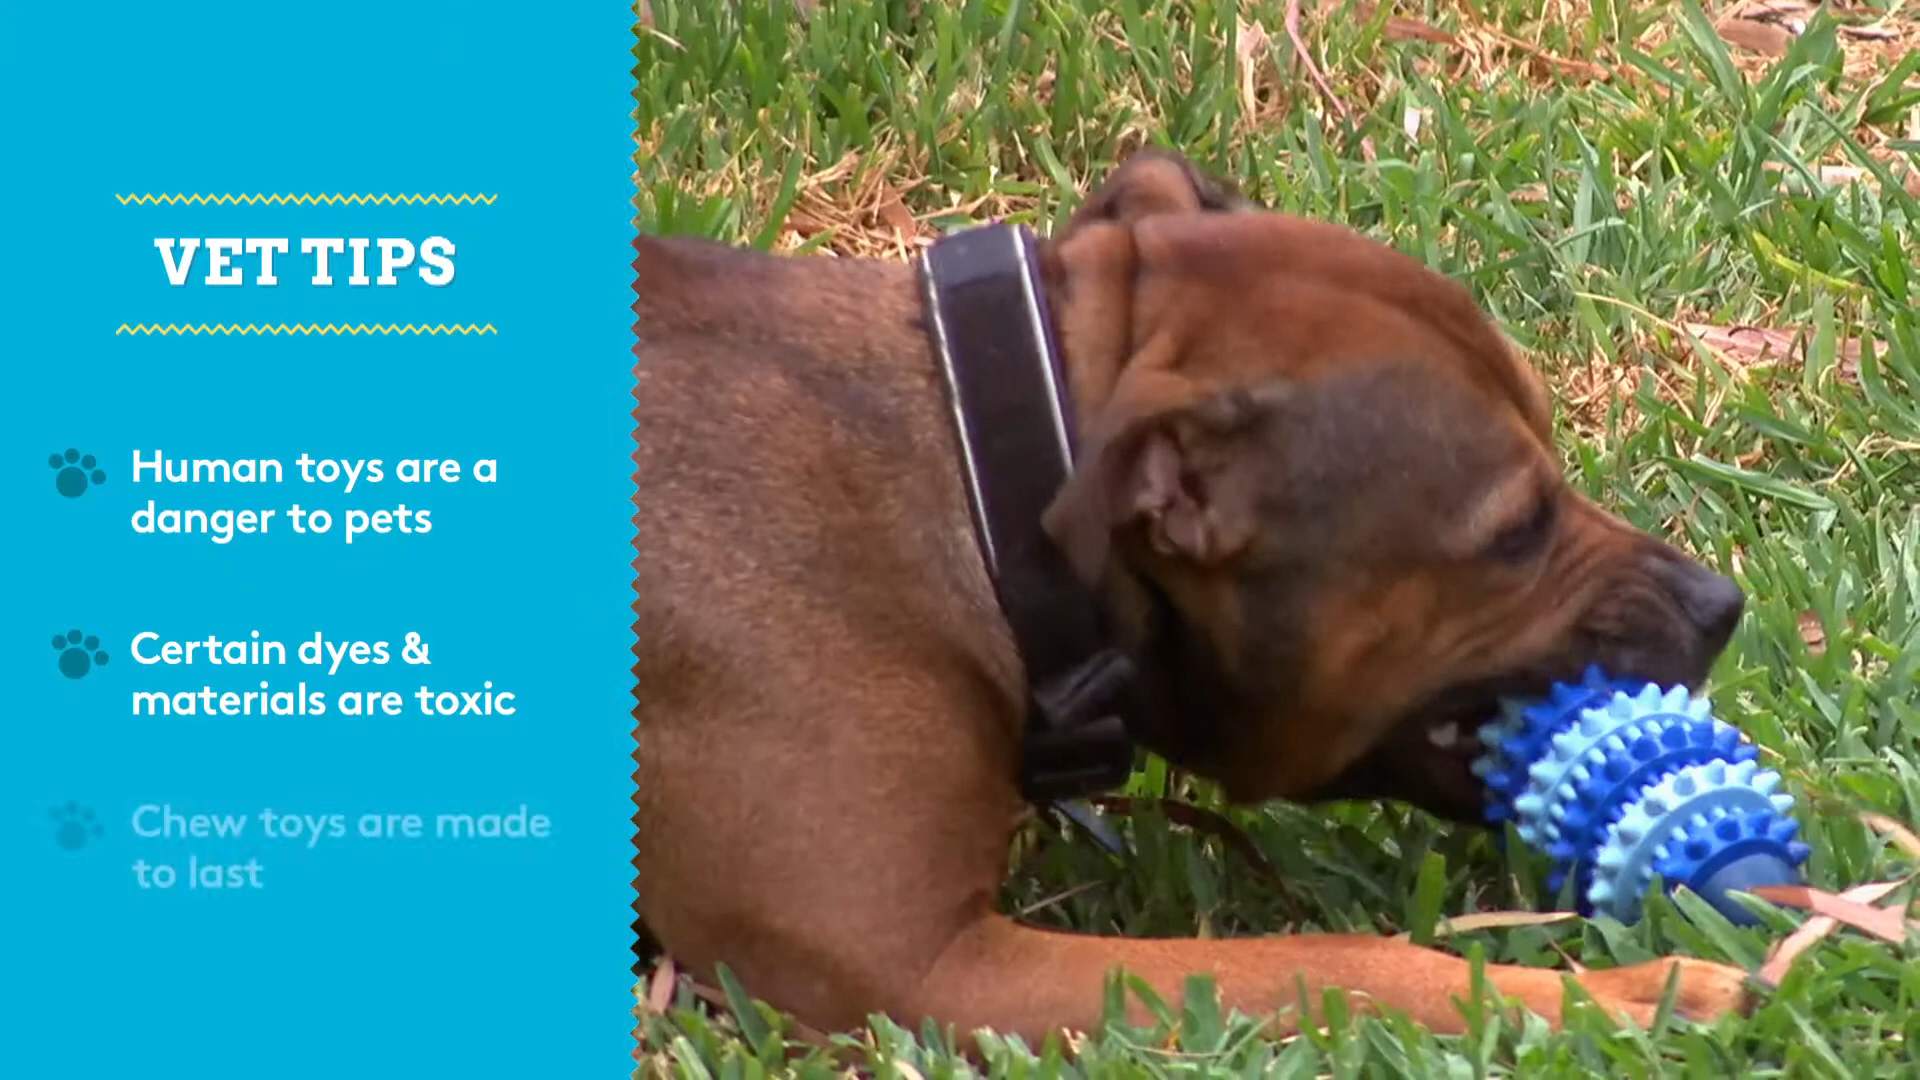 VET TIPS
Human toys are a
danger to pets
Certain dyes &
materials are toxic
Chew toys are made
to last